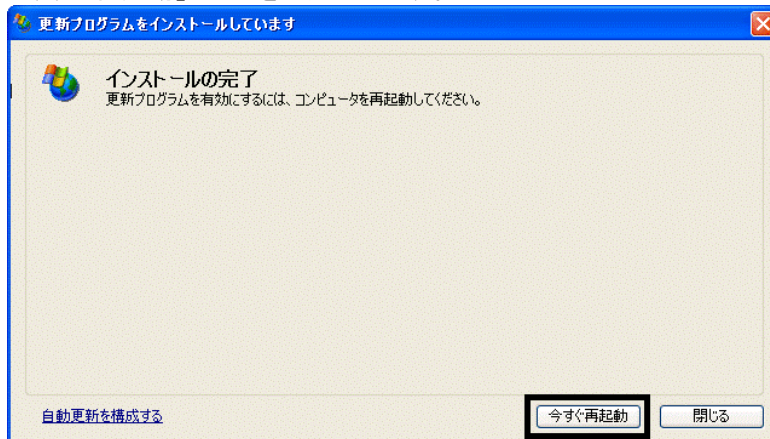 更新プログラムをインストールしています
インストールの完了
更新プログラムを有効にするには、コンピュータを再起動してください。
自動更新を構成する
今すぐ再起動
閉じる